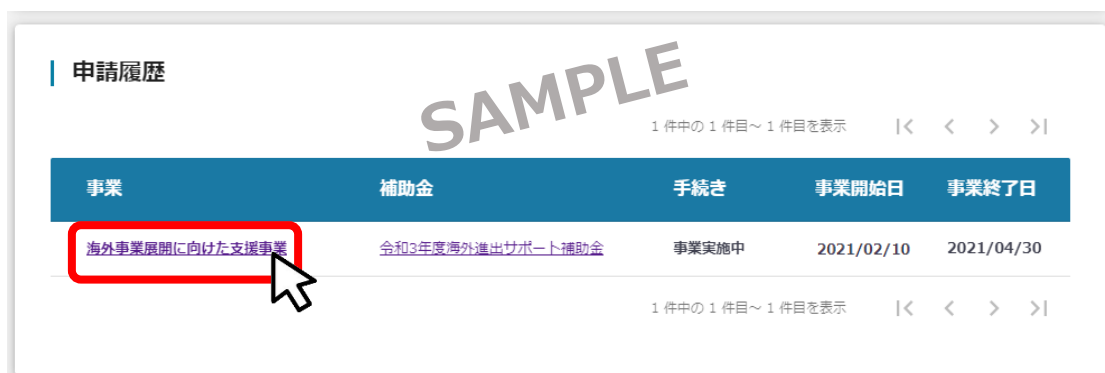 申請履歴
SAMPLE
1 件中の 1 件目～ 1 件目を表示
事業 補助金 手続き 事業開始日 事業終了日
海外事業展開に向けた支援事業 令和3年度海外進出サポート補助金 事業実施中 2021/02/10 2021/04/30
1 件中の 1 件目～ 1 件目を表示